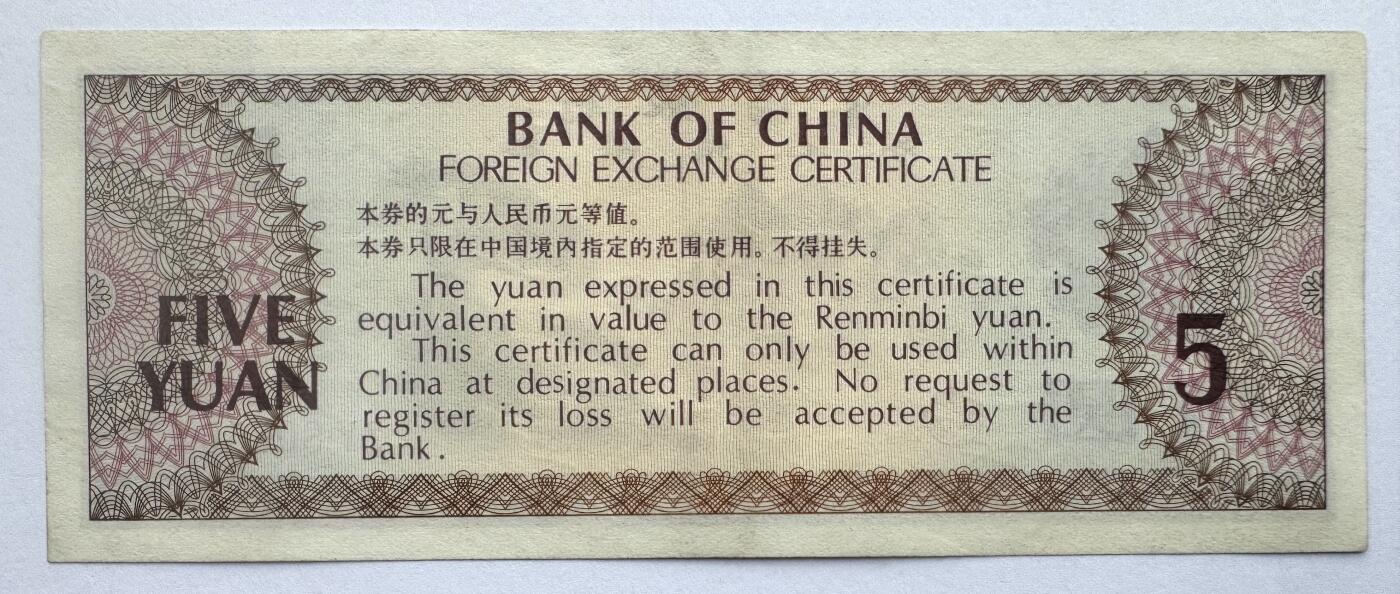 BANK OF CHINA
FOREIGN EXCHANGE CERTIFICATE
本券的元与人民币元等值。
本券只限在中国境内指定的范围使用。不得挂失。
The yuan expressed in this certificate is
equivalent in value to the Renminbi yuan.
This certificate can only be used within
China at designated places. No request to
register its loss will be accepted by the
Bank.
FIVE
YUAN
5